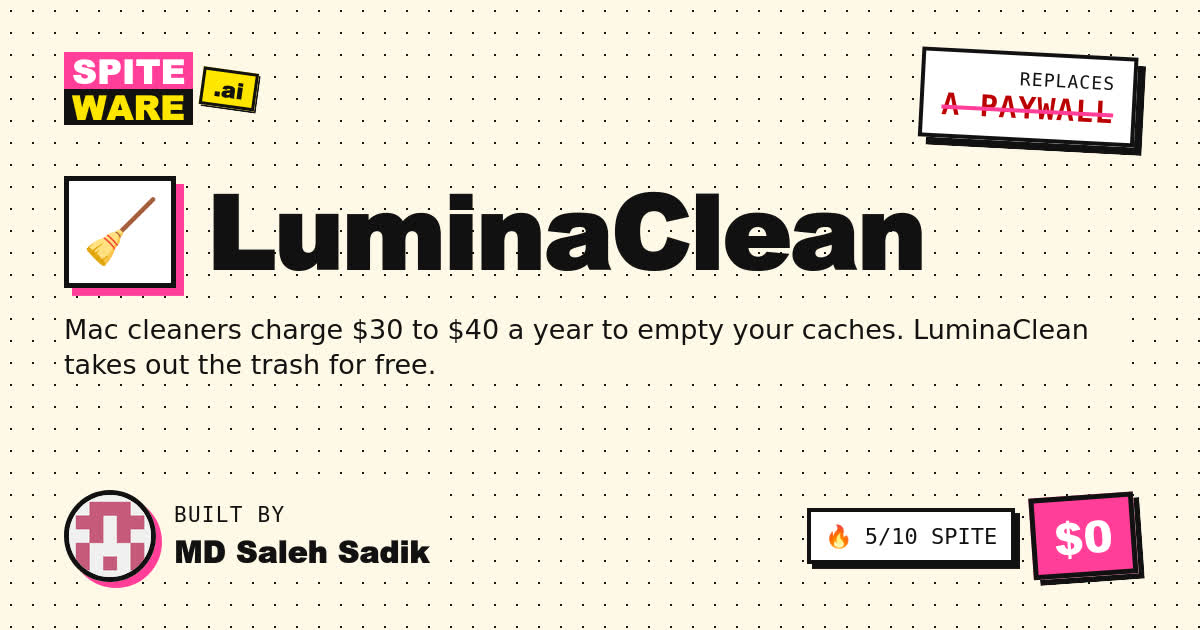 SPITE
WARE
.ai
REPLACES
A PAYWALL
LuminaClean
Mac cleaners charge $30 to $40 a year to empty your caches. LuminaClean
takes out the trash for free.
BUILT BY
MD Saleh Sadik
🔥 5/10 SPITE
$0